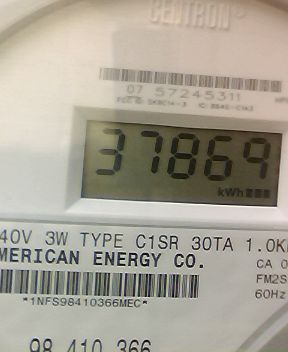 CENTRON
07 57245311
37869
kWh
40V 3W TYPE C1SR 30TA 1.0K
MERICAN ENERGY CO.
CA 0
FM2S
60Hz
*1NFS98410366MEC*
98 410 366